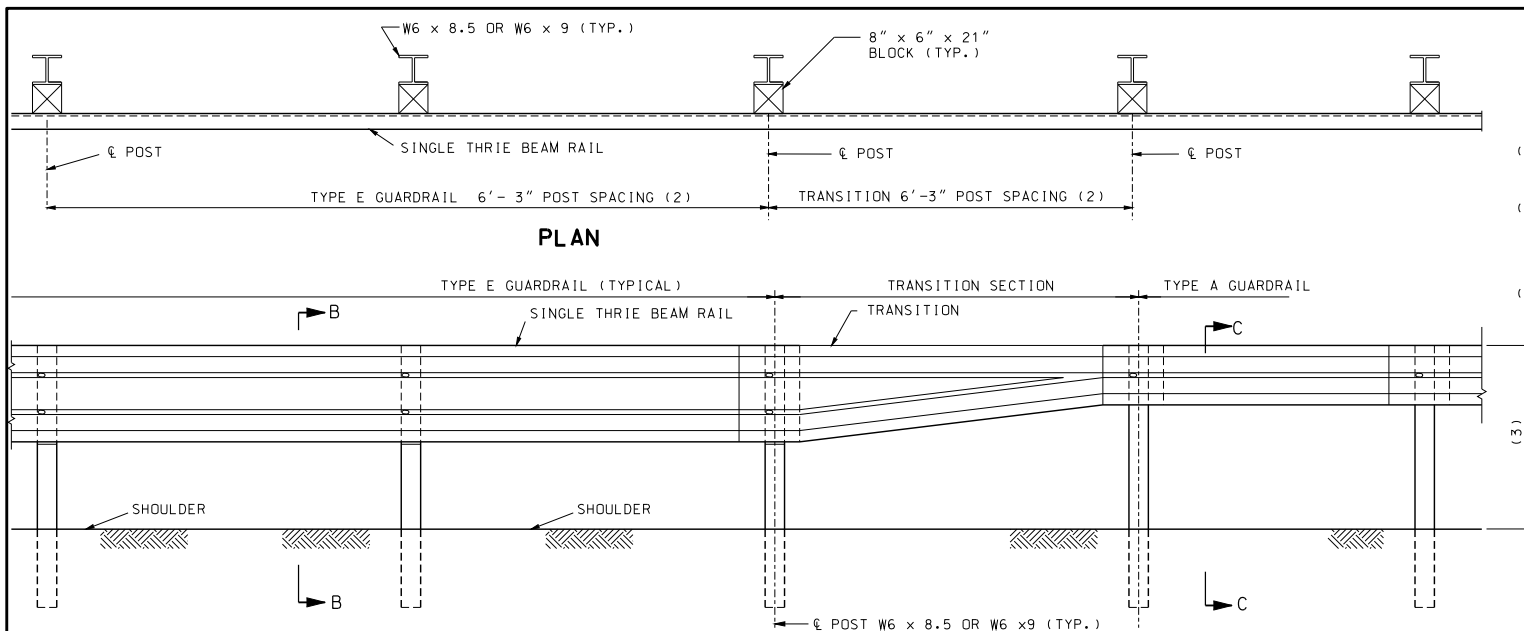 W6 x 8.5 OR W6 x 9 (TYP.)
8" x 6" x 21"
BLOCK (TYP.)
SINGLE THRIE BEAM RAIL
℄ POST
℄ POST
℄ POST
TYPE E GUARDRAIL 6'- 3" POST SPACING (2)
TRANSITION 6'-3" POST SPACING (2)
PLAN
TYPE E GUARDRAIL (TYPICAL)
TRANSITION SECTION
TYPE A GUARDRAIL
B
SINGLE THRIE BEAM RAIL
TRANSITION
C
(3)
SHOULDER
SHOULDER
B
C
℄ POST W6 x 8.5 OR W6 x9 (TYP.)